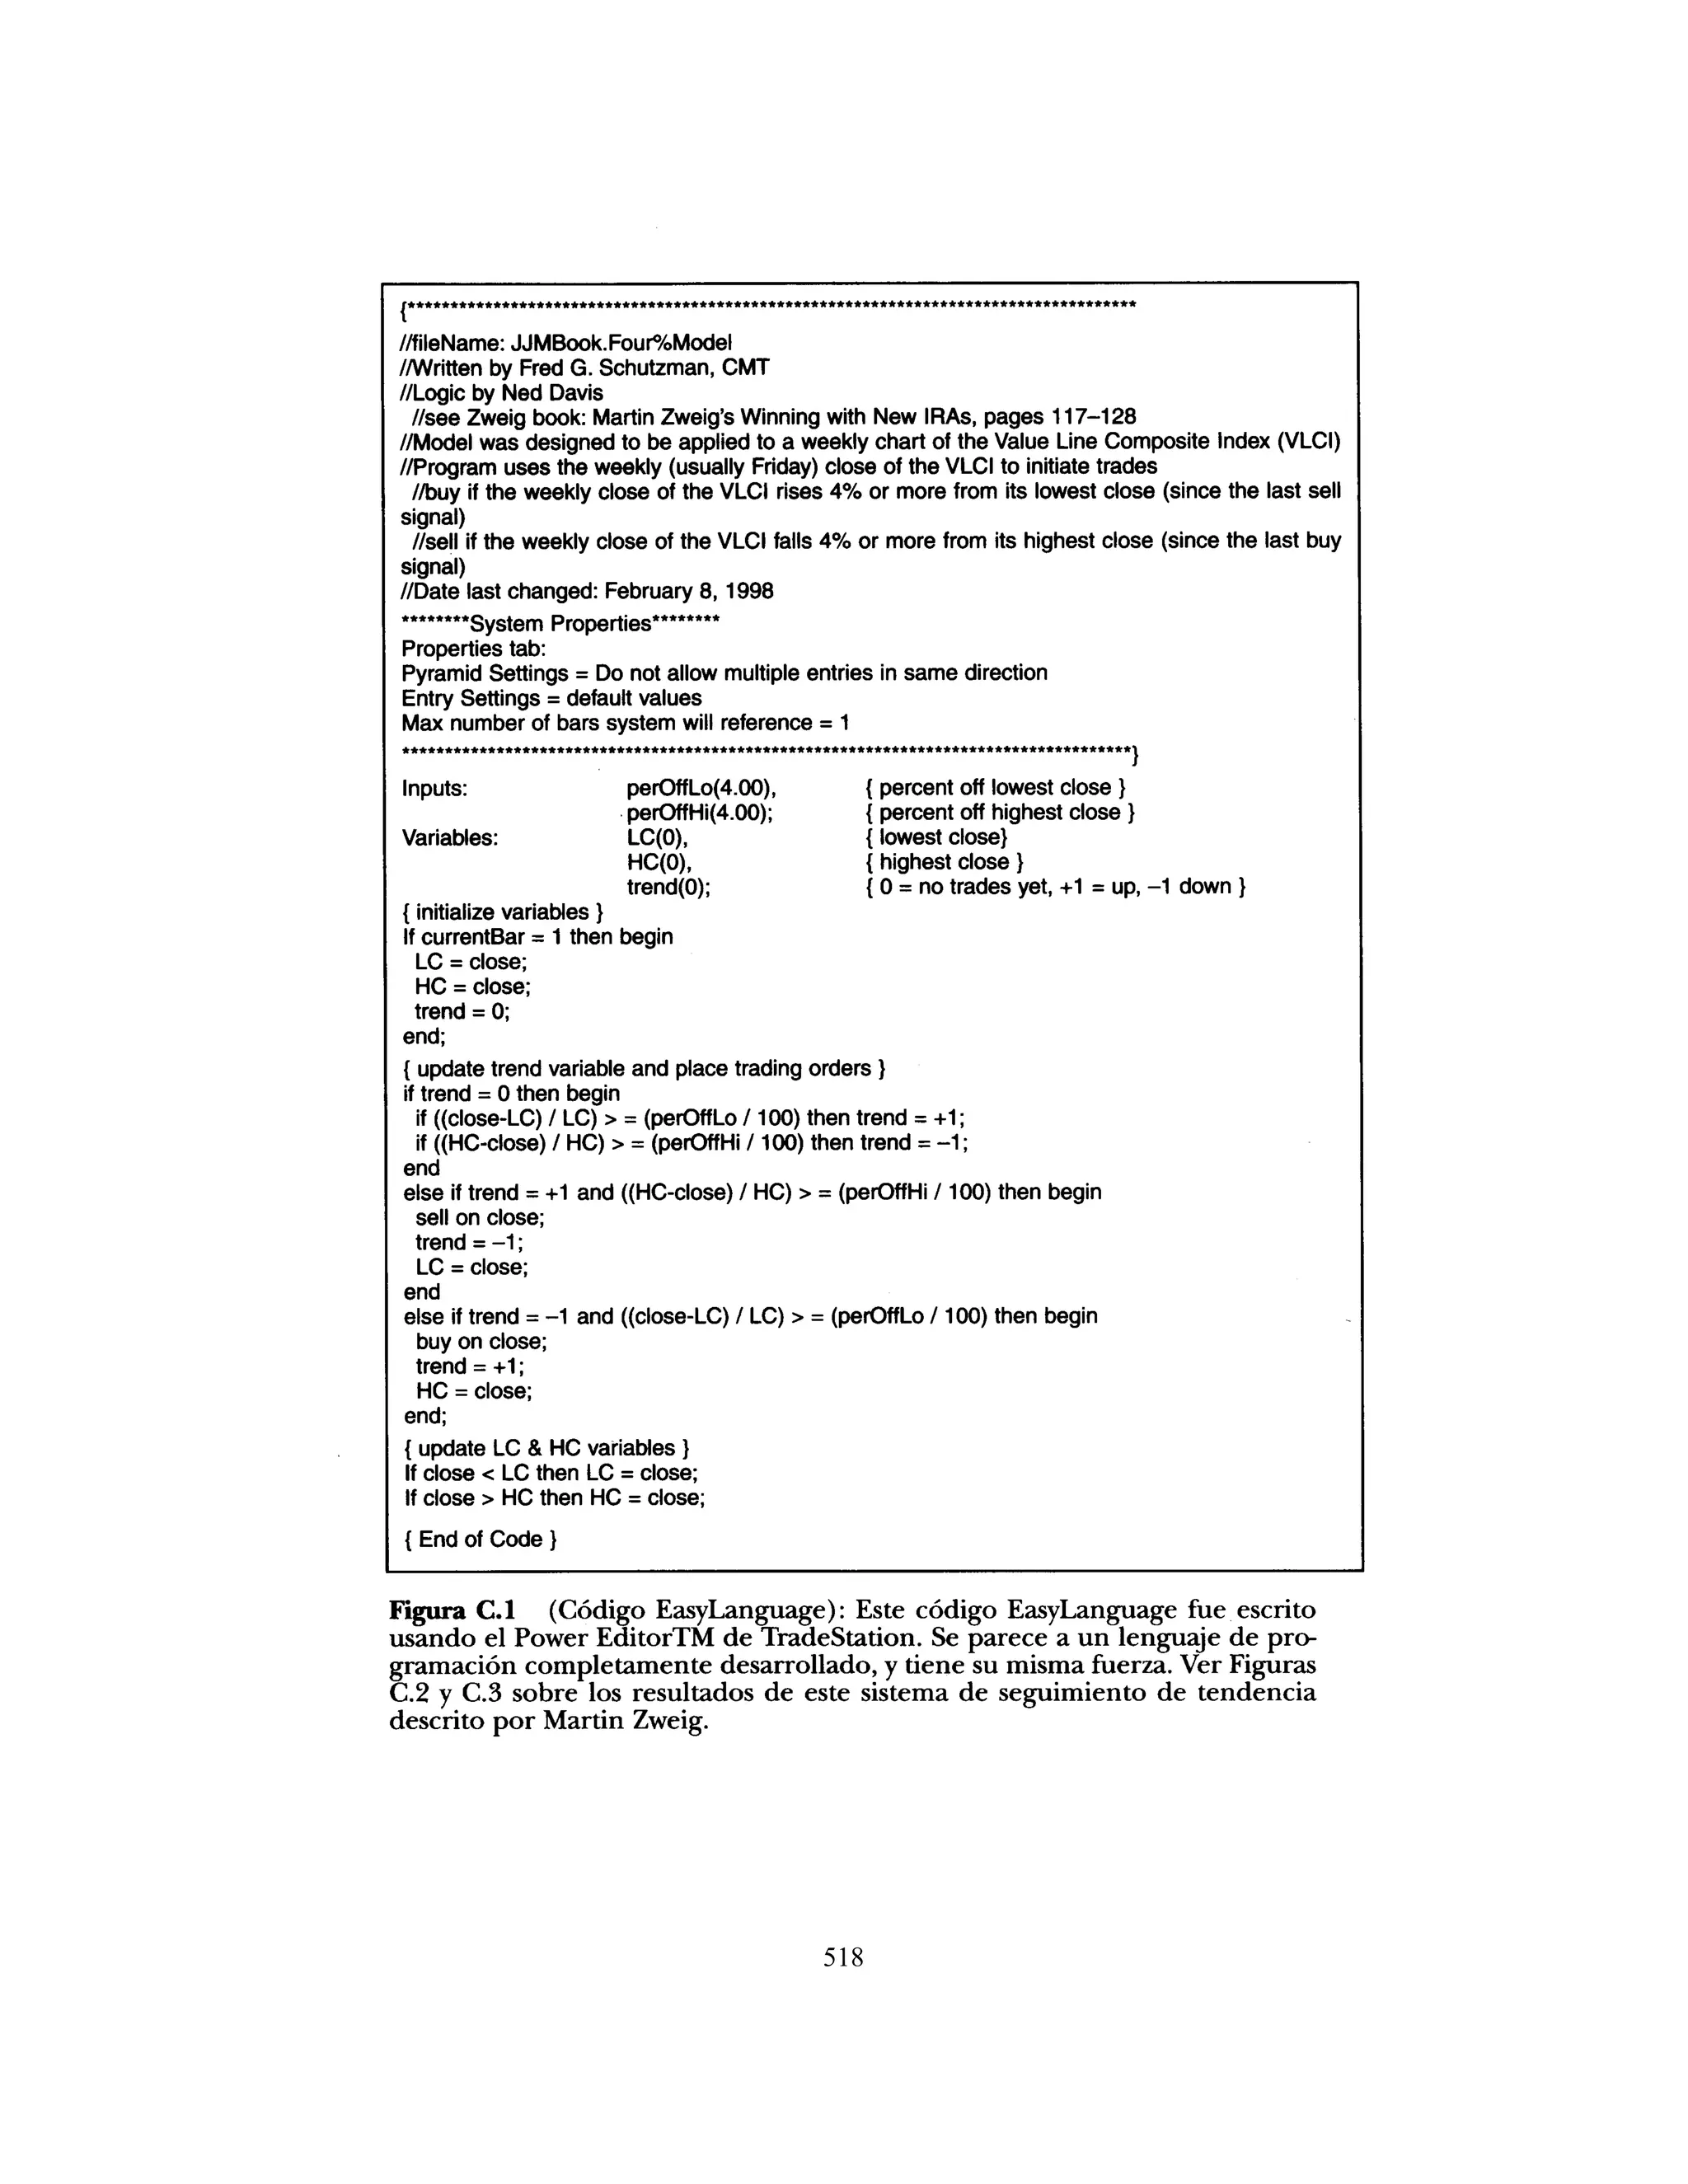 {*************************************************************************************
//fileName: JJMBook.Four%Model
//Written by Fred G. Schutzman, CMT
//Logic by Ned Davis
//see Zweig book: Martin Zweig's Winning with New IRAs, pages 117–128
//Model was designed to be applied to a weekly chart of the Value Line Composite Index (VLCI)
//Program uses the weekly (usually Friday) close of the VLCI to initiate trades
//buy if the weekly close of the VLCI rises 4% or more from its lowest close (since the last sell
signal)
//sell if the weekly close of the VLCI falls 4% or more from its highest close (since the last buy
signal)
//Date last changed: February 8, 1998
********System Properties********
Properties tab:
Pyramid Settings = Do not allow multiple entries in same direction
Entry Settings = default values
Max number of bars system will reference = 1
*************************************************************************************}
Inputs: perOffLo(4.00), { percent off lowest close }
perOffHi(4.00); { percent off highest close }
Variables: LC(0), { lowest close}
HC(0), { highest close }
trend(0); { 0 = no trades yet, +1 = up, –1 down }
{ initialize variables }
If currentBar = 1 then begin
LC = close;
HC = close;
trend = 0;
end;
{ update trend variable and place trading orders }
if trend = 0 then begin
if ((close-LC) / LC) > = (perOffLo / 100) then trend = +1;
if ((HC-close) / HC) > = (perOffHi / 100) then trend = –1;
end
else if trend = +1 and ((HC-close) / HC) > = (perOffHi / 100) then begin
sell on close;
trend = –1;
LC = close;
end
else if trend = –1 and ((close-LC) / LC) > = (perOffLo / 100) then begin
buy on close;
trend = +1;
HC = close;
end;
{ update LC & HC variables }
If close < LC then LC = close;
If close > HC then HC = close;
{ End of Code }
Figura C.1 (Código EasyLanguage): Este código EasyLanguage fue escrito
usando el Power EditorTM de TradeStation. Se parece a un lenguaje de pro-
gramación completamente desarrollado, y tiene su misma fuerza. Ver Figuras
C.2 y C.3 sobre los resultados de este sistema de seguimiento de tendencia
descrito por Martin Zweig.
518